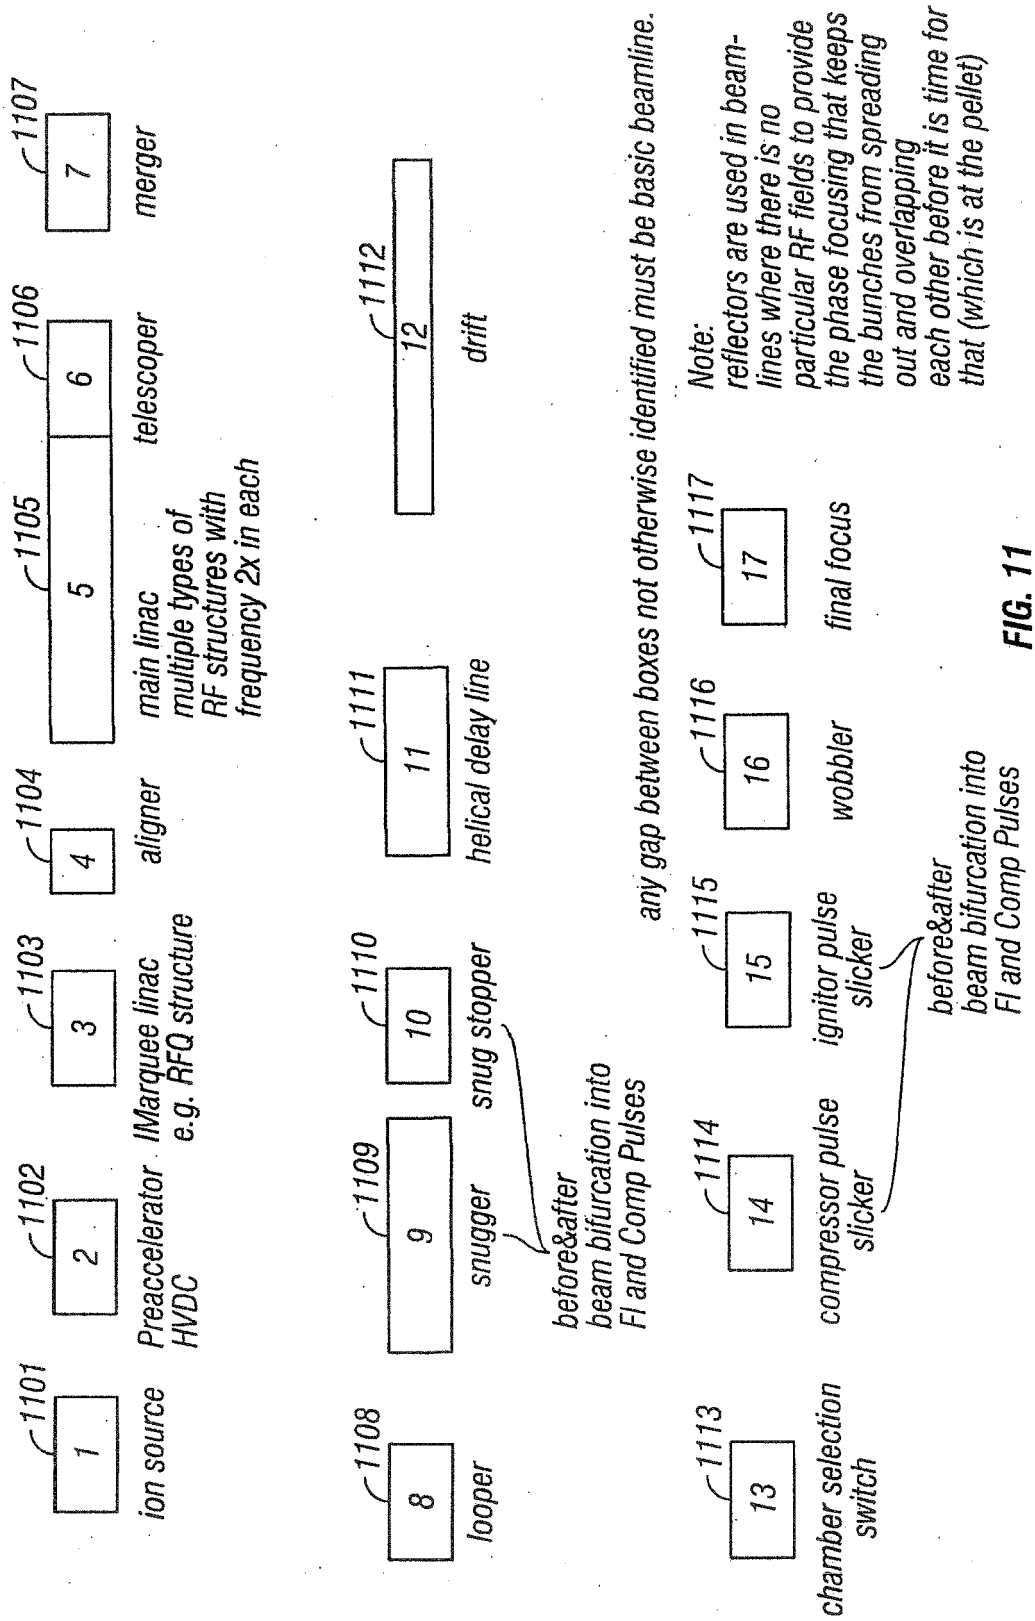 1101
1
ion source
1102
2
Preaccelerator
HVDC
1103
3
IMarquee linac
e.g. RFQ structure
1104
4
aligner
1105
5
main linac
multiple types of
RF structures with
frequency 2x in each
1106
6
telescoper
1107
7
merger
1108
8
looper
1109
9
snugger
1110
10
snug stopper
before&after
beam bifurcation into
FI and Comp Pulses
1111
11
helical delay line
1112
12
drift
any gap between boxes not otherwise identified must be basic beamline.
1113
13
chamber selection
switch
1114
14
compressor pulse
slicker
1115
15
ignitor pulse
slicker
before&after
beam bifurcation into
FI and Comp Pulses
1116
16
wobbler
1117
17
final focus
Note:
reflectors are used in beam-
lines where there is no
particular RF fields to provide
the phase focusing that keeps
the bunches from spreading
out and overlapping
each other before it is time for
that (which is at the pellet)
FIG. 11